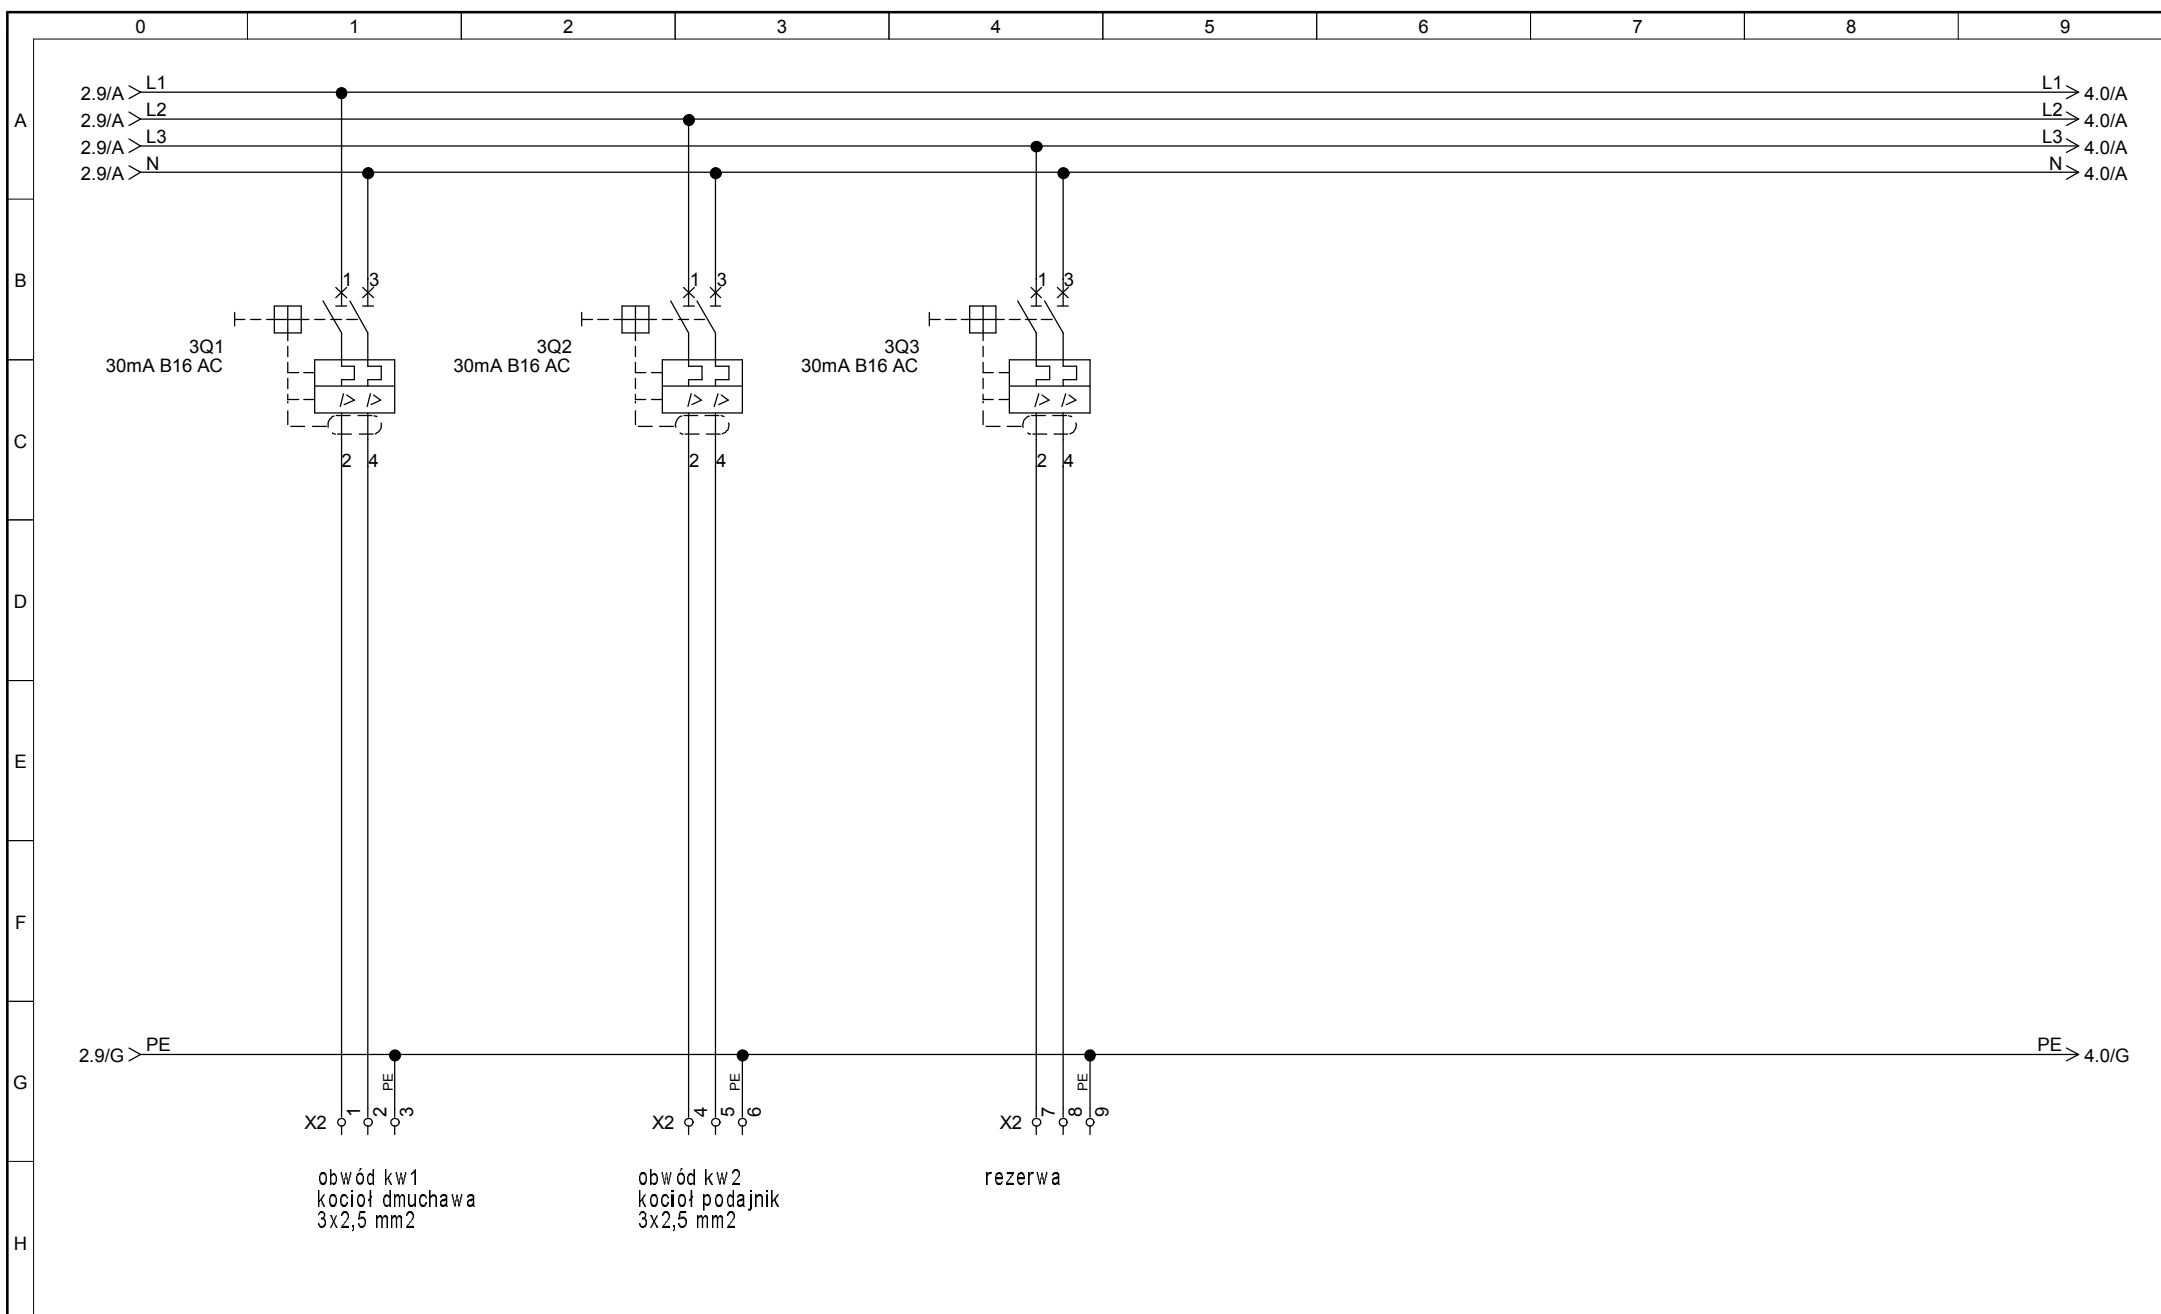 0 1 2 3 4 5 6 7 8 9
A
2.9/A L1 L1 4.0/A
2.9/A L2 L2 4.0/A
2.9/A L3 L3 4.0/A
2.9/A N N 4.0/A
B
1 3 1 3 1 3
3Q1 3Q2 3Q3
30mA B16 AC 30mA B16 AC 30mA B16 AC
I> I> I> I> I> I>
C
2 4 2 4 2 4
D
E
F
2.9/G PE PE 4.0/G
G
PE PE PE
X2 1 2 3 X2 4 5 6 X2 7 8 9
obwód kw1 obwód kw2 rezerwa
kocioł dmuchawa kocioł podajnik
3x2,5 mm2 3x2,5 mm2
H